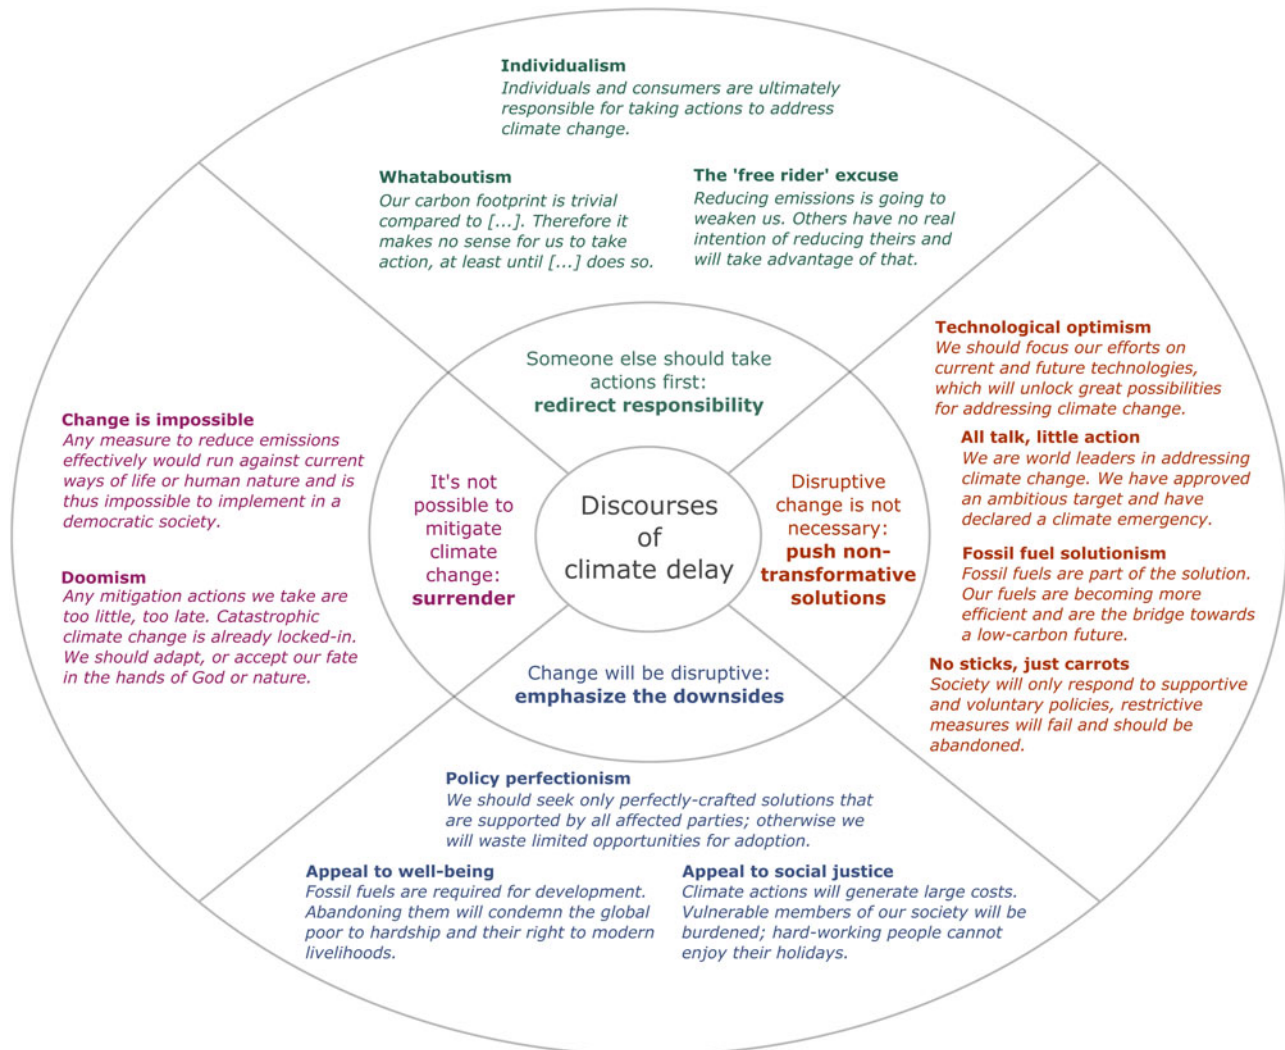 Individualism
Individuals and consumers are ultimately
responsible for taking actions to address
climate change.
Whataboutism
Our carbon footprint is trivial
compared to [...]. Therefore it
makes no sense for us to take
action, at least until [...] does so.
The 'free rider' excuse
Reducing emissions is going to
weaken us. Others have no real
intention of reducing theirs and
will take advantage of that.
Someone else should take
actions first:
redirect responsibility
Technological optimism
We should focus our efforts on
current and future technologies,
which will unlock great possibilities
for addressing climate change.
All talk, little action
We are world leaders in addressing
climate change. We have approved
an ambitious target and have
declared a climate emergency.
Fossil fuel solutionism
Fossil fuels are part of the solution.
Our fuels are becoming more
efficient and are the bridge towards
a low-carbon future.
No sticks, just carrots
Society will only respond to supportive
and voluntary policies, restrictive
measures will fail and should be
abandoned.
Disruptive
change is not
necessary:
push non-
transformative
solutions
Discourses
of
climate delay
It's not
possible to
mitigate
climate
change:
surrender
Change is impossible
Any measure to reduce emissions
effectively would run against current
ways of life or human nature and is
thus impossible to implement in a
democratic society.
Doomism
Any mitigation actions we take are
too little, too late. Catastrophic
climate change is already locked-in.
We should adapt, or accept our fate
in the hands of God or nature.
Change will be disruptive:
emphasize the downsides
Policy perfectionism
We should seek only perfectly-crafted solutions that
are supported by all affected parties; otherwise we
will waste limited opportunities for adoption.
Appeal to well-being
Fossil fuels are required for development.
Abandoning them will condemn the global
poor to hardship and their right to modern
livelihoods.
Appeal to social justice
Climate actions will generate large costs.
Vulnerable members of our society will be
burdened; hard-working people cannot
enjoy their holidays.